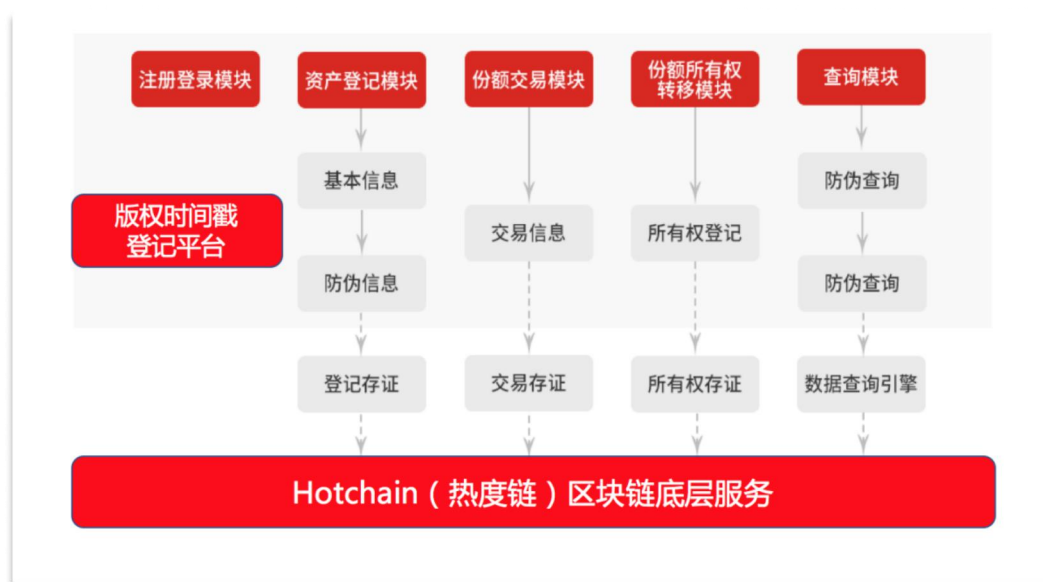 注册登录模块
资产登记模块
份额交易模块
份额所有权
转移模块
查询模块
基本信息
防伪查询
版权时间戳
登记平台
交易信息
所有权登记
防伪信息
防伪查询
登记存证
交易存证
所有权存证
数据查询引擎
Hotchain（热度链）区块链底层服务